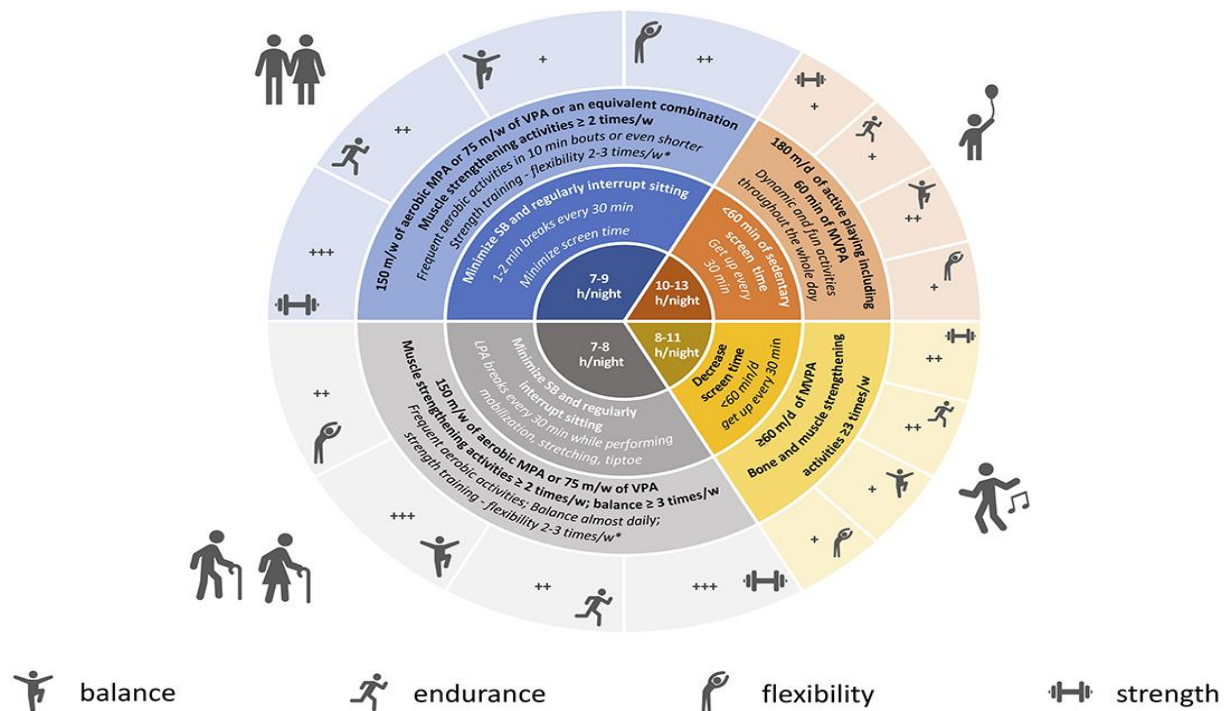 +
++
++
+++
150 m/w of aerobic MPA or 75 m/w of VPA or an equivalent combination
Muscle strengthening activities ≥ 2 times/w
Frequent aerobic activities in 10 min bouts or even shorter
Strength training - flexibility 2-3 times/w*
Minimize SB and regularly interrupt sitting
1-2 min breaks every 30 min
Minimize screen time
7-9
h/night
+
+
++
+
180 m/d of active playing including
60 min of MVPA
Dynamic and fun activities
throughout the whole day
<60 min of sedentary
screen time
Get up every
30 min
10-13
h/night
8-11
h/night
Decrease
screen time
<60 min/d
get up every 30 min
≥60 m/d of MVPA
Bone and muscle strengthening
activities ≥3 times/w
++
++
+
+
7-8
h/night
Minimize SB and regularly
interrupt sitting
LPA breaks every 30 min while performing
mobilization, stretching, tiptoe
150 m/w of aerobic MPA or 75 m/w of VPA
Muscle strengthening activities ≥ 2 times/w; balance ≥ 3 times/w
Frequent aerobic activities; Balance almost daily;
strength training - flexibility 2-3 times/w*
++
+++
++
+++
balance
endurance
flexibility
strength